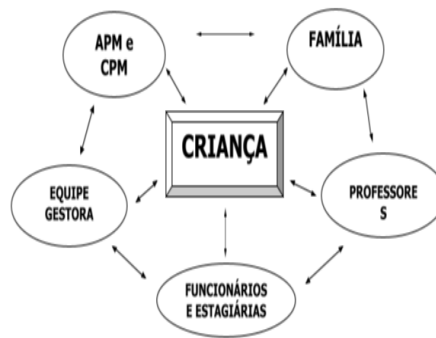 APM e
CPM
FAMÍLIA
CRIANÇA
EQUIPE
GESTORA
PROFESSORE
S
FUNCIONÁRIOS
E ESTAGIÁRIAS